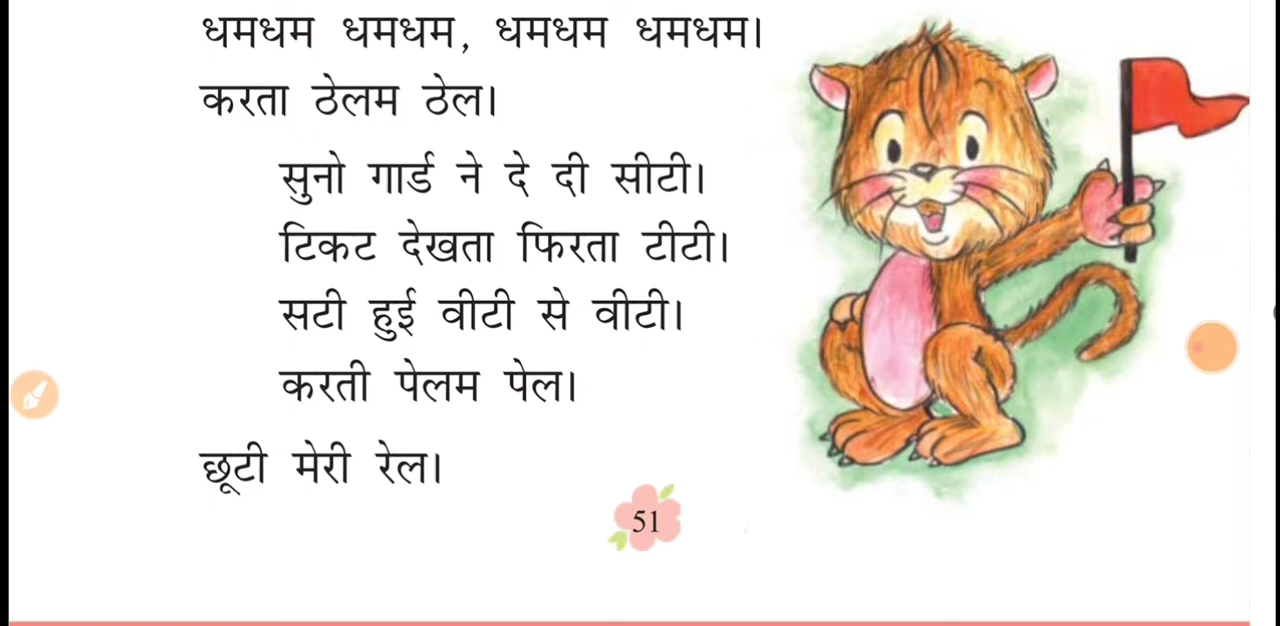 धमधम धमधम, धमधम धमधम।
करता ठेलम ठेल।
सुनो गार्ड ने दे दी सीटी।
टिकट देखता फिरता टीटी।
सटी हुई वीटी से वीटी।
करती पेलम पेल।
छूटी मेरी रेल।
51